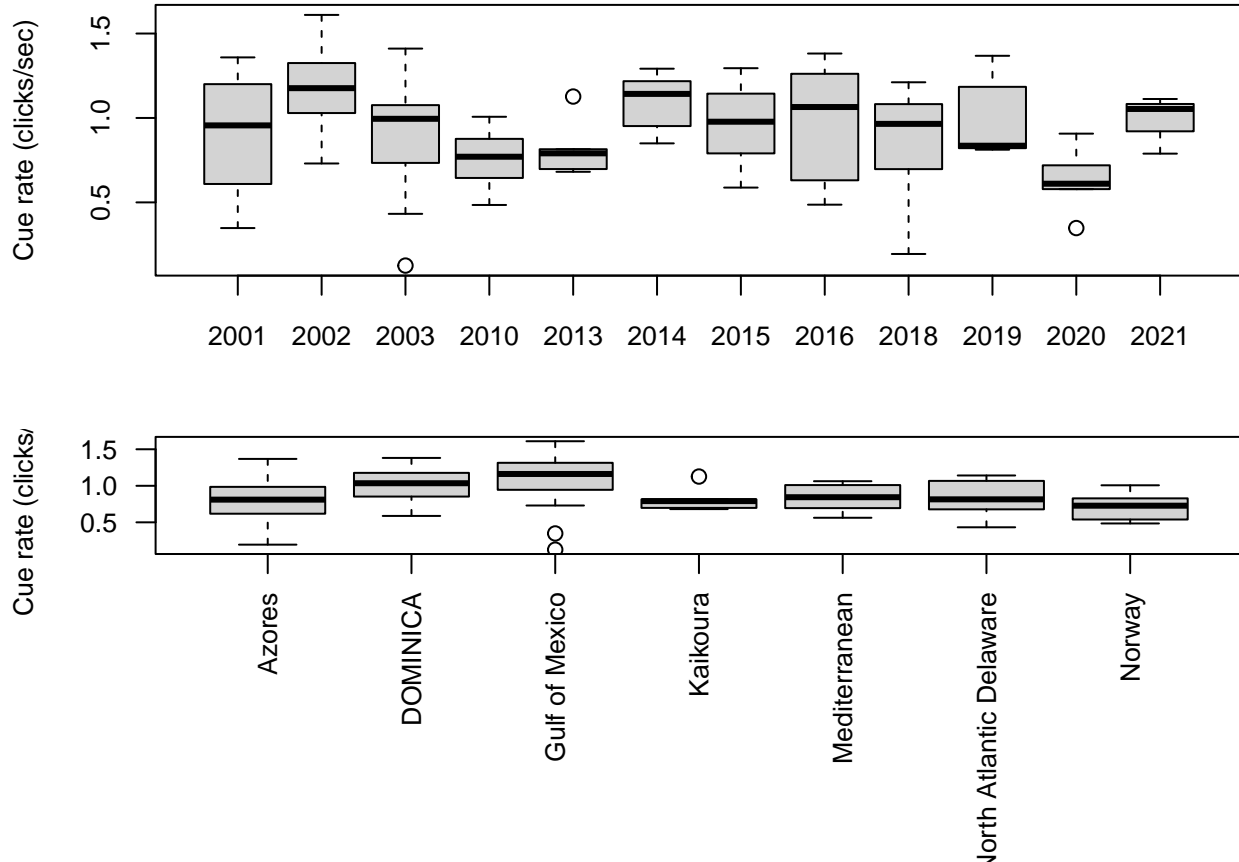 Cue rate (clicks/sec)
1.5
1.0
0.5
2001 2002 2003 2010 2013 2014 2015 2016 2018 2019 2020 2021
Cue rate (clicks/
1.5
1.0
0.5
Azores
DOMINICA
Gulf of Mexico
Kaikoura
Mediterranean
North Atlantic Delaware
Norway